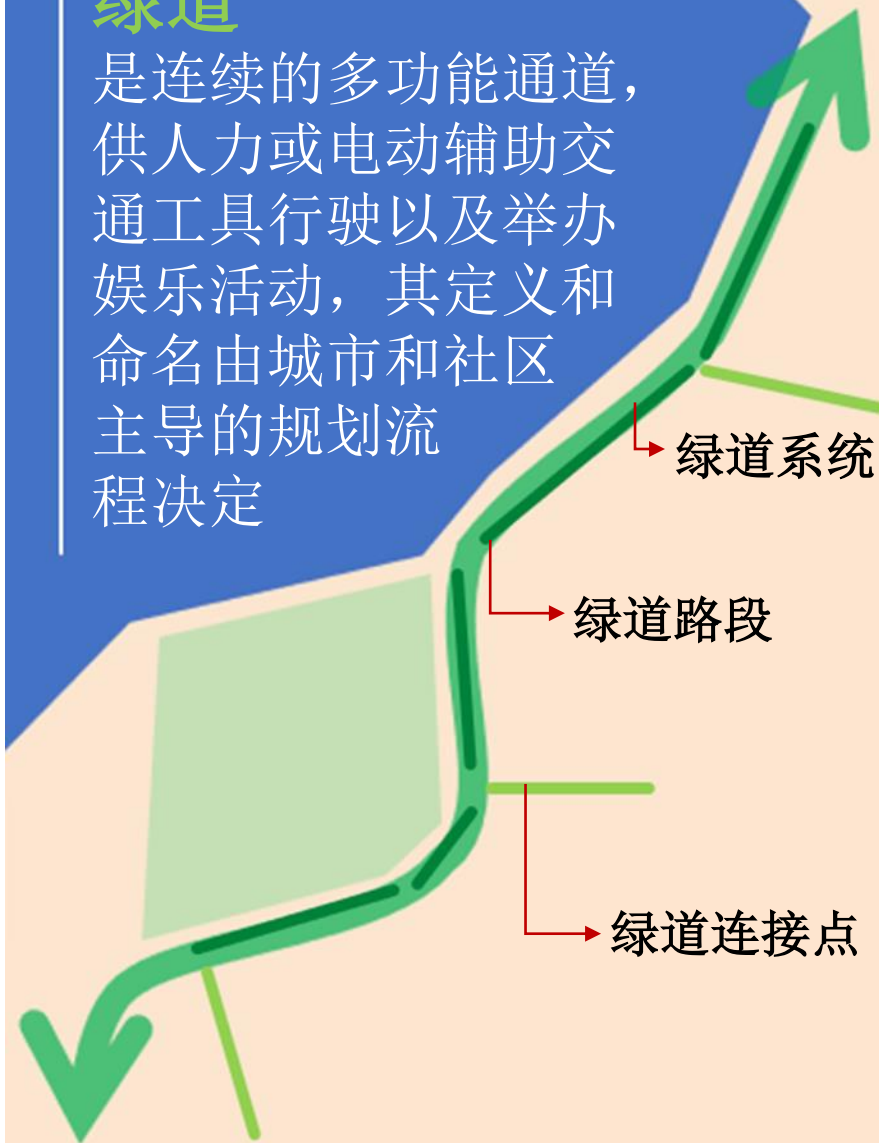 绿道
是连续的多功能通道，
供人力或电动辅助交
通工具行驶以及举办
娱乐活动，其定义和
命名由城市和社区
主导的规划流
程决定
绿道系统
绿道路段
绿道连接点